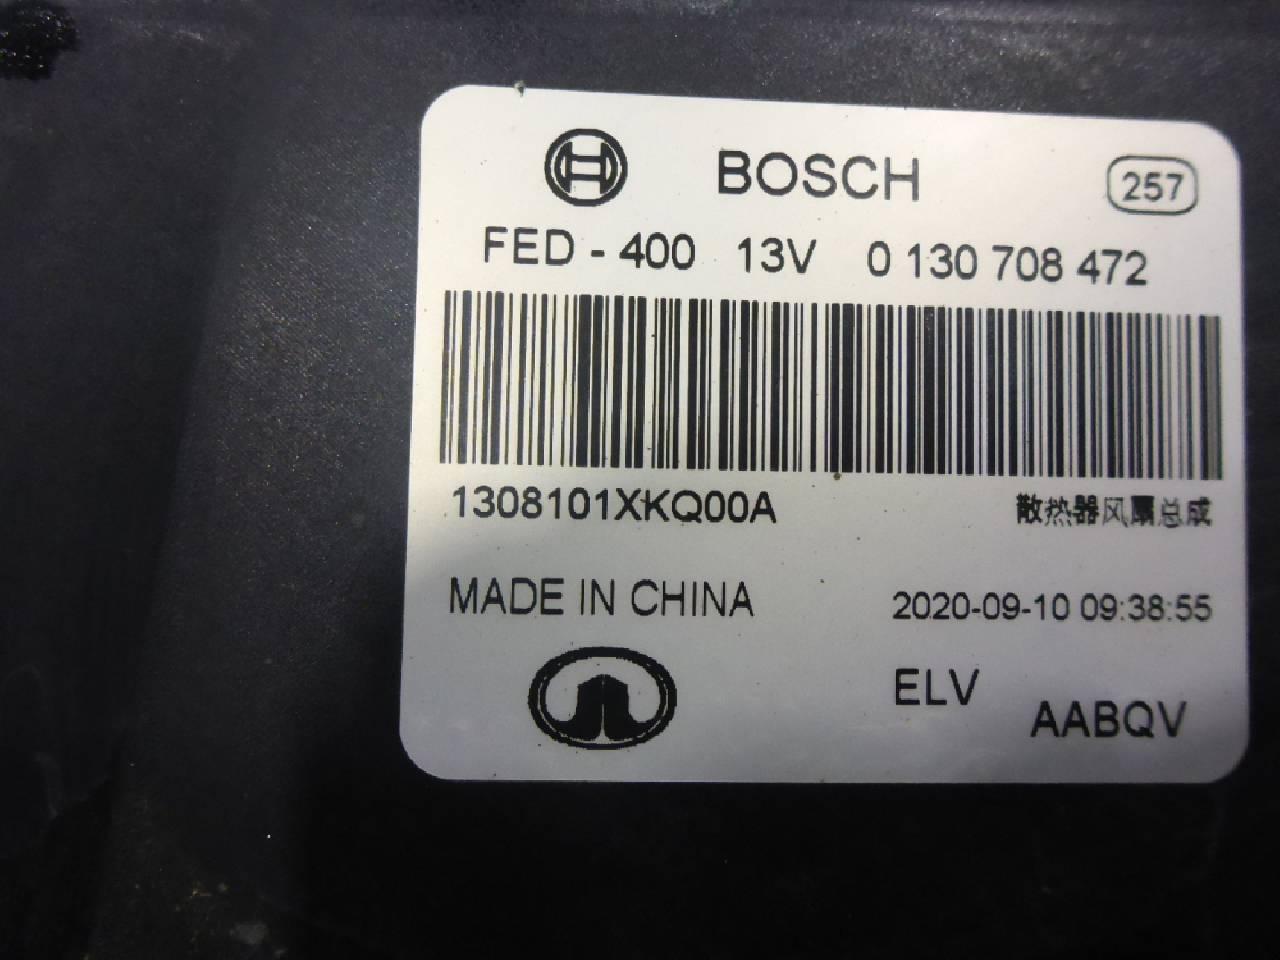 BOSCH 257
FED - 400 13V 0 130 708 472
1308101XKQ00A 散热器风扇总成
MADE IN CHINA 2020-09-10 09:38:55
ELV
AABQV